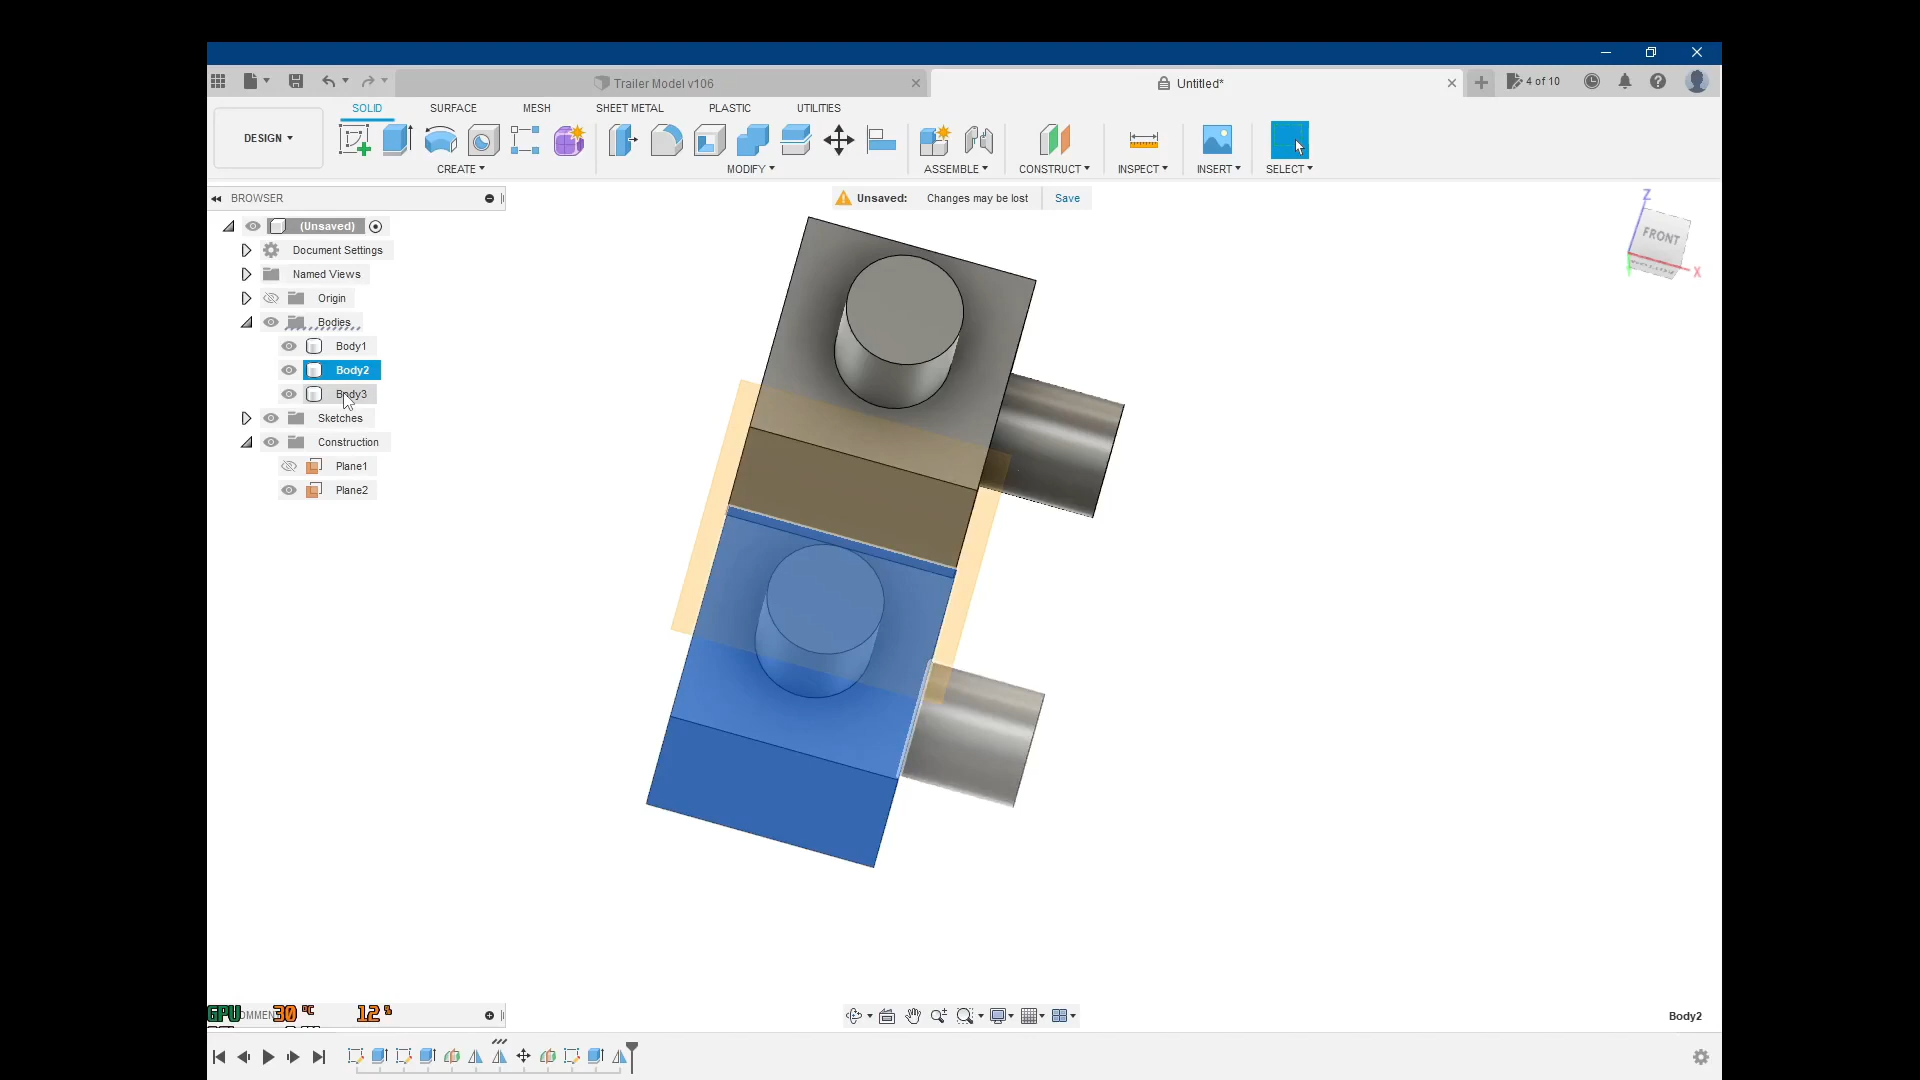 Trailer Model v106
Untitled*
4 of 10
DESIGN
SOLID
SURFACE
MESH
SHEET METAL
PLASTIC
UTILITIES
CREATE
MODIFY
ASSEMBLE
CONSTRUCT
INSPECT
INSERT
SELECT
BROWSER
Unsaved: Changes may be lost Save
(Unsaved)
Document Settings
Named Views
Origin
Bodies
Body1
Body2
Body3
Sketches
Construction
Plane1
Plane2
Z
FRONT
X
GPU 30 °C 12 %
Body2